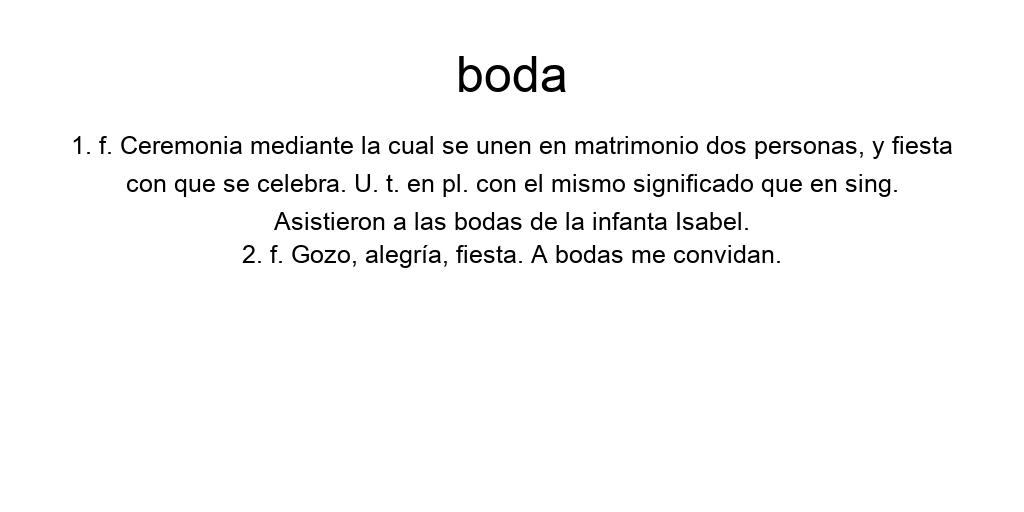 boda
1. f. Ceremonia mediante la cual se unen en matrimonio dos personas, y fiesta
con que se celebra. U. t. en pl. con el mismo significado que en sing.
Asistieron a las bodas de la infanta Isabel.
2. f. Gozo, alegría, fiesta. A bodas me convidan.